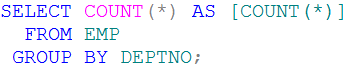 SELECT COUNT(*) AS [COUNT(*)]
FROM EMP
GROUP BY DEPTNO;